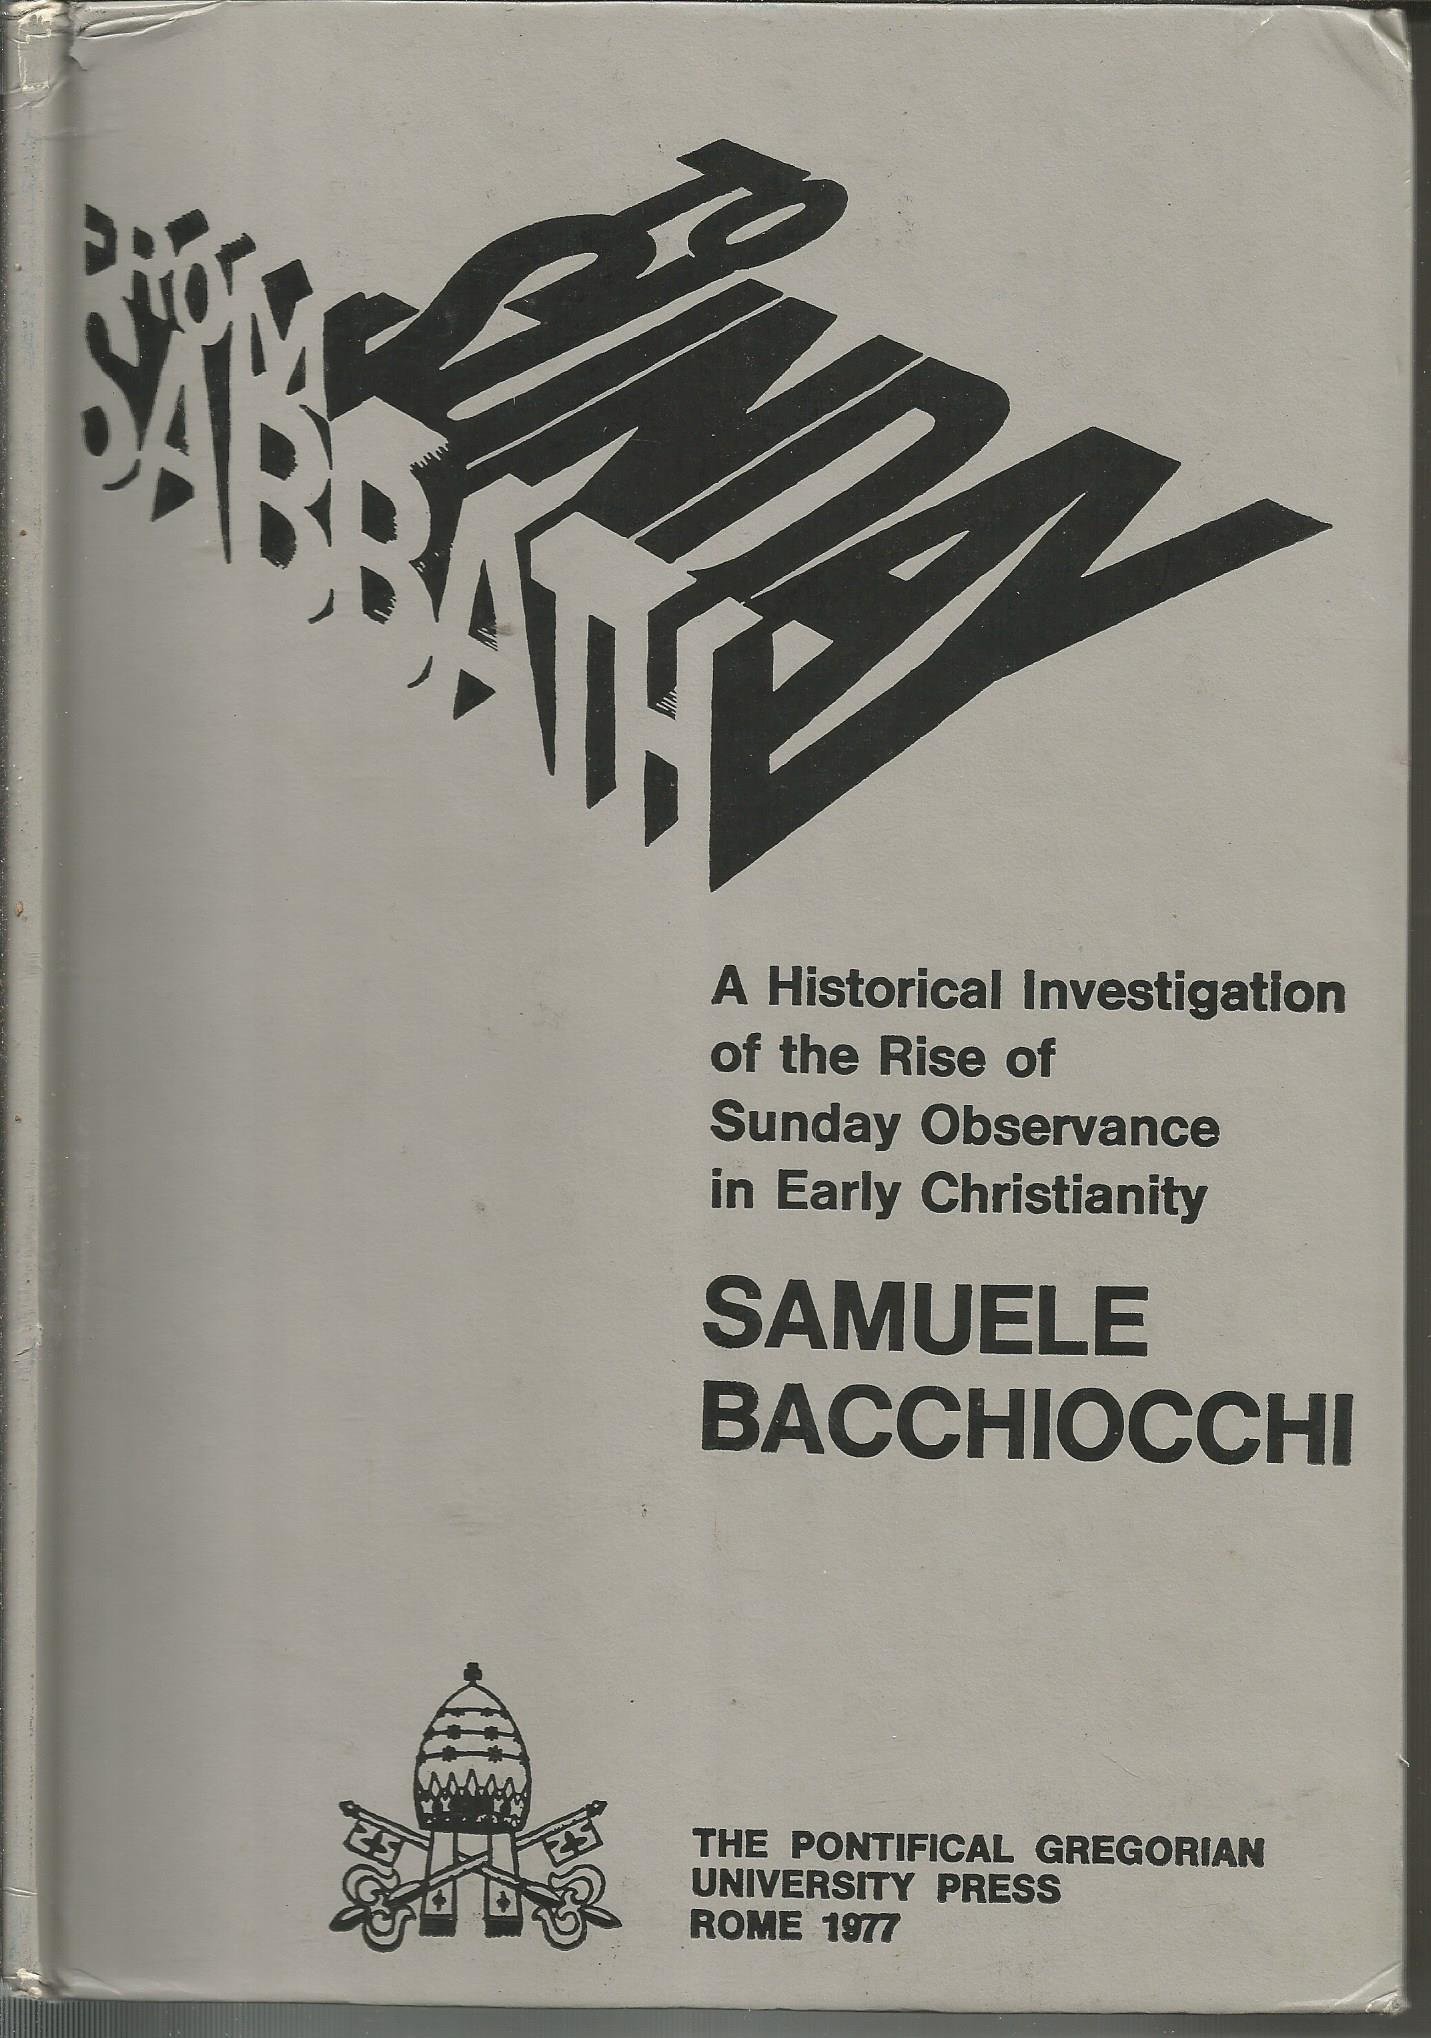 FROM
SABBATH
TO
SUNDAY
A Historical Investigation
of the Rise of
Sunday Observance
in Early Christianity
SAMUELE
BACCHIOCCHI
THE PONTIFICAL GREGORIAN
UNIVERSITY PRESS
ROME 1977